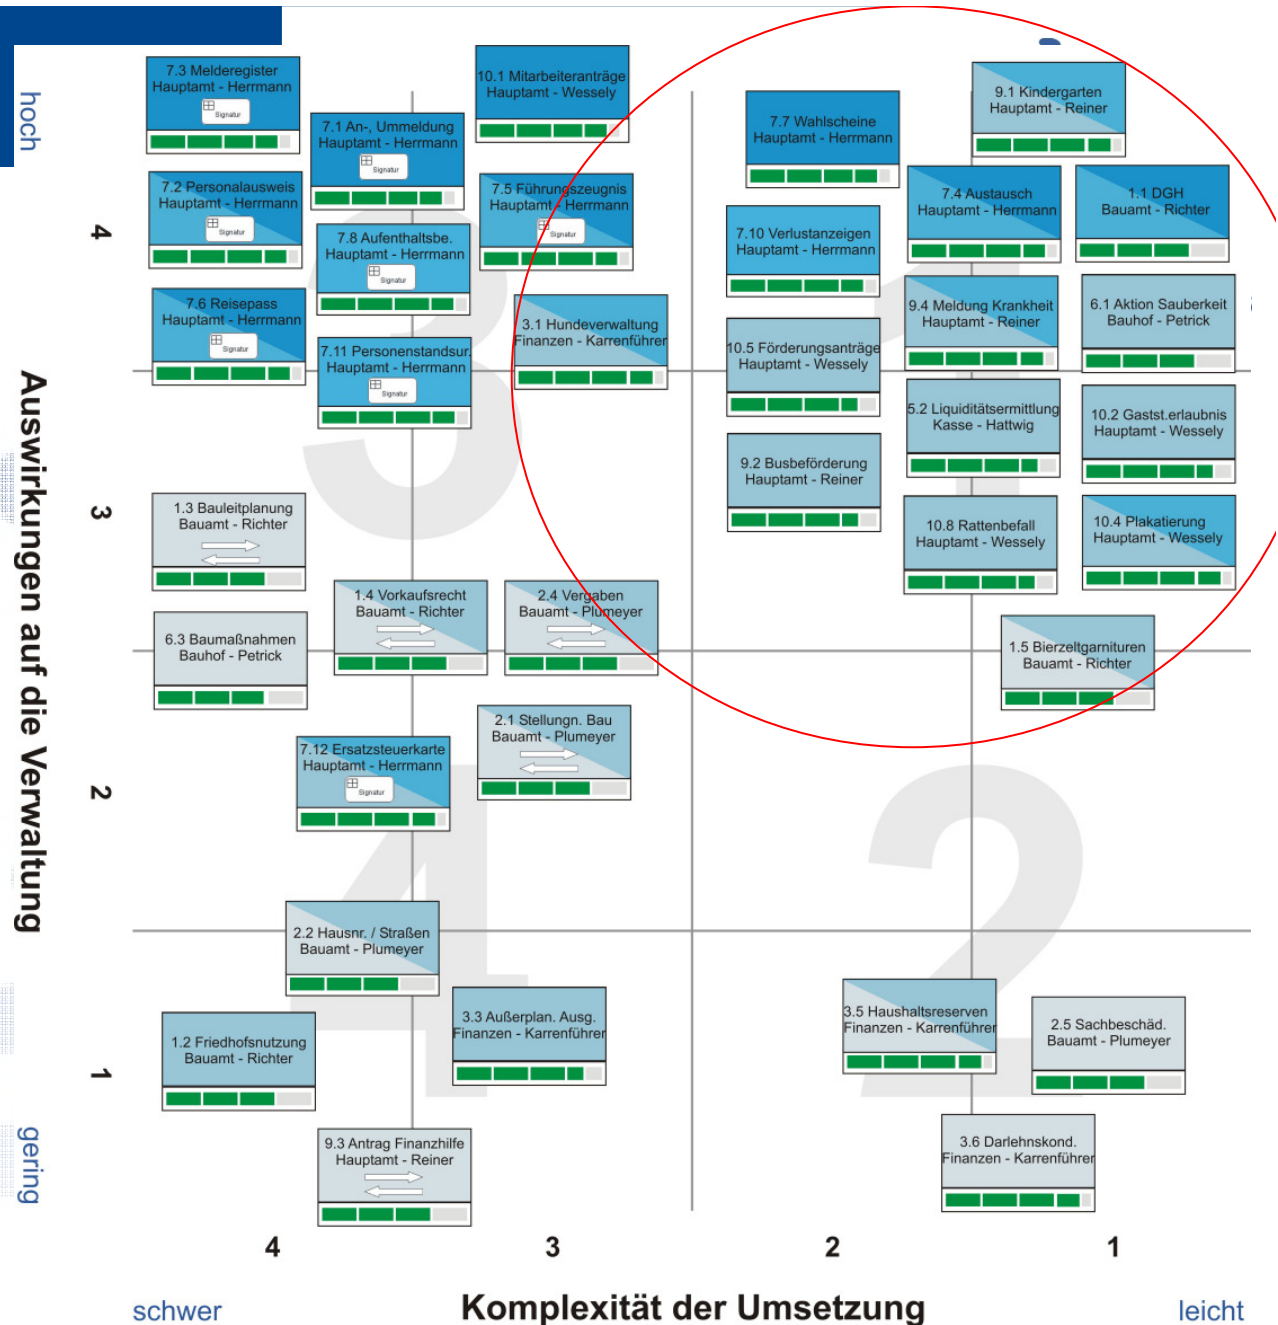 hoch
4
3
2
1
gering
Auswirkungen auf die Verwaltung
7.3 Melderegister
Hauptamt - Herrmann
Signatur
10.1 Mitarbeiteranträge
Hauptamt - Wessely
7.1 An-, Ummeldung
Hauptamt - Herrmann
Signatur
7.2 Personalausweis
Hauptamt - Herrmann
Signatur
7.5 Führungszeugnis
Hauptamt - Herrmann
Signatur
7.8 Aufenthaltsbe.
Hauptamt - Herrmann
Signatur
7.6 Reisepass
Hauptamt - Herrmann
Signatur
3.1 Hundeverwaltung
Finanzen - Karrenführer
7.11 Personenstandsur.
Hauptamt - Herrmann
Signatur
9.1 Kindergarten
Hauptamt - Reiner
7.7 Wahlscheine
Hauptamt - Herrmann
7.4 Austausch
Hauptamt - Herrmann
1.1 DGH
Bauamt - Richter
7.10 Verlustanzeigen
Hauptamt - Herrmann
9.4 Meldung Krankheit
Hauptamt - Reiner
6.1 Aktion Sauberkeit
Bauhof - Petrick
10.5 Förderungsanträge
Hauptamt - Wessely
5.2 Liquiditätsermittlung
Kasse - Hattwig
10.2 Gastst.erlaubnis
Hauptamt - Wessely
9.2 Busbeförderung
Hauptamt - Reiner
10.8 Rattenbefall
Hauptamt - Wessely
10.4 Plakatierung
Hauptamt - Wessely
3
1
1.3 Bauleitplanung
Bauamt - Richter
1.4 Vorkaufsrecht
Bauamt - Richter
2.4 Vergaben
Bauamt - Plumeyer
6.3 Baumaßnahmen
Bauhof - Petrick
1.5 Bierzeltgarnituren
Bauamt - Richter
2.1 Stellungn. Bau
Bauamt - Plumeyer
7.12 Ersatzsteuerkarte
Hauptamt - Herrmann
Signatur
2.2 Hausnr. / Straßen
Bauamt - Plumeyer
3.3 Außerplan. Ausg.
Finanzen - Karrenführer
1.2 Friedhofsnutzung
Bauamt - Richter
9.3 Antrag Finanzhilfe
Hauptamt - Reiner
3.5 Haushaltsreserven
Finanzen - Karrenführer
2.5 Sachbeschäd.
Bauamt - Plumeyer
3.6 Darlehnskond.
Finanzen - Karrenführer
4
2
4
3
2
1
schwer
Komplexität der Umsetzung
leicht